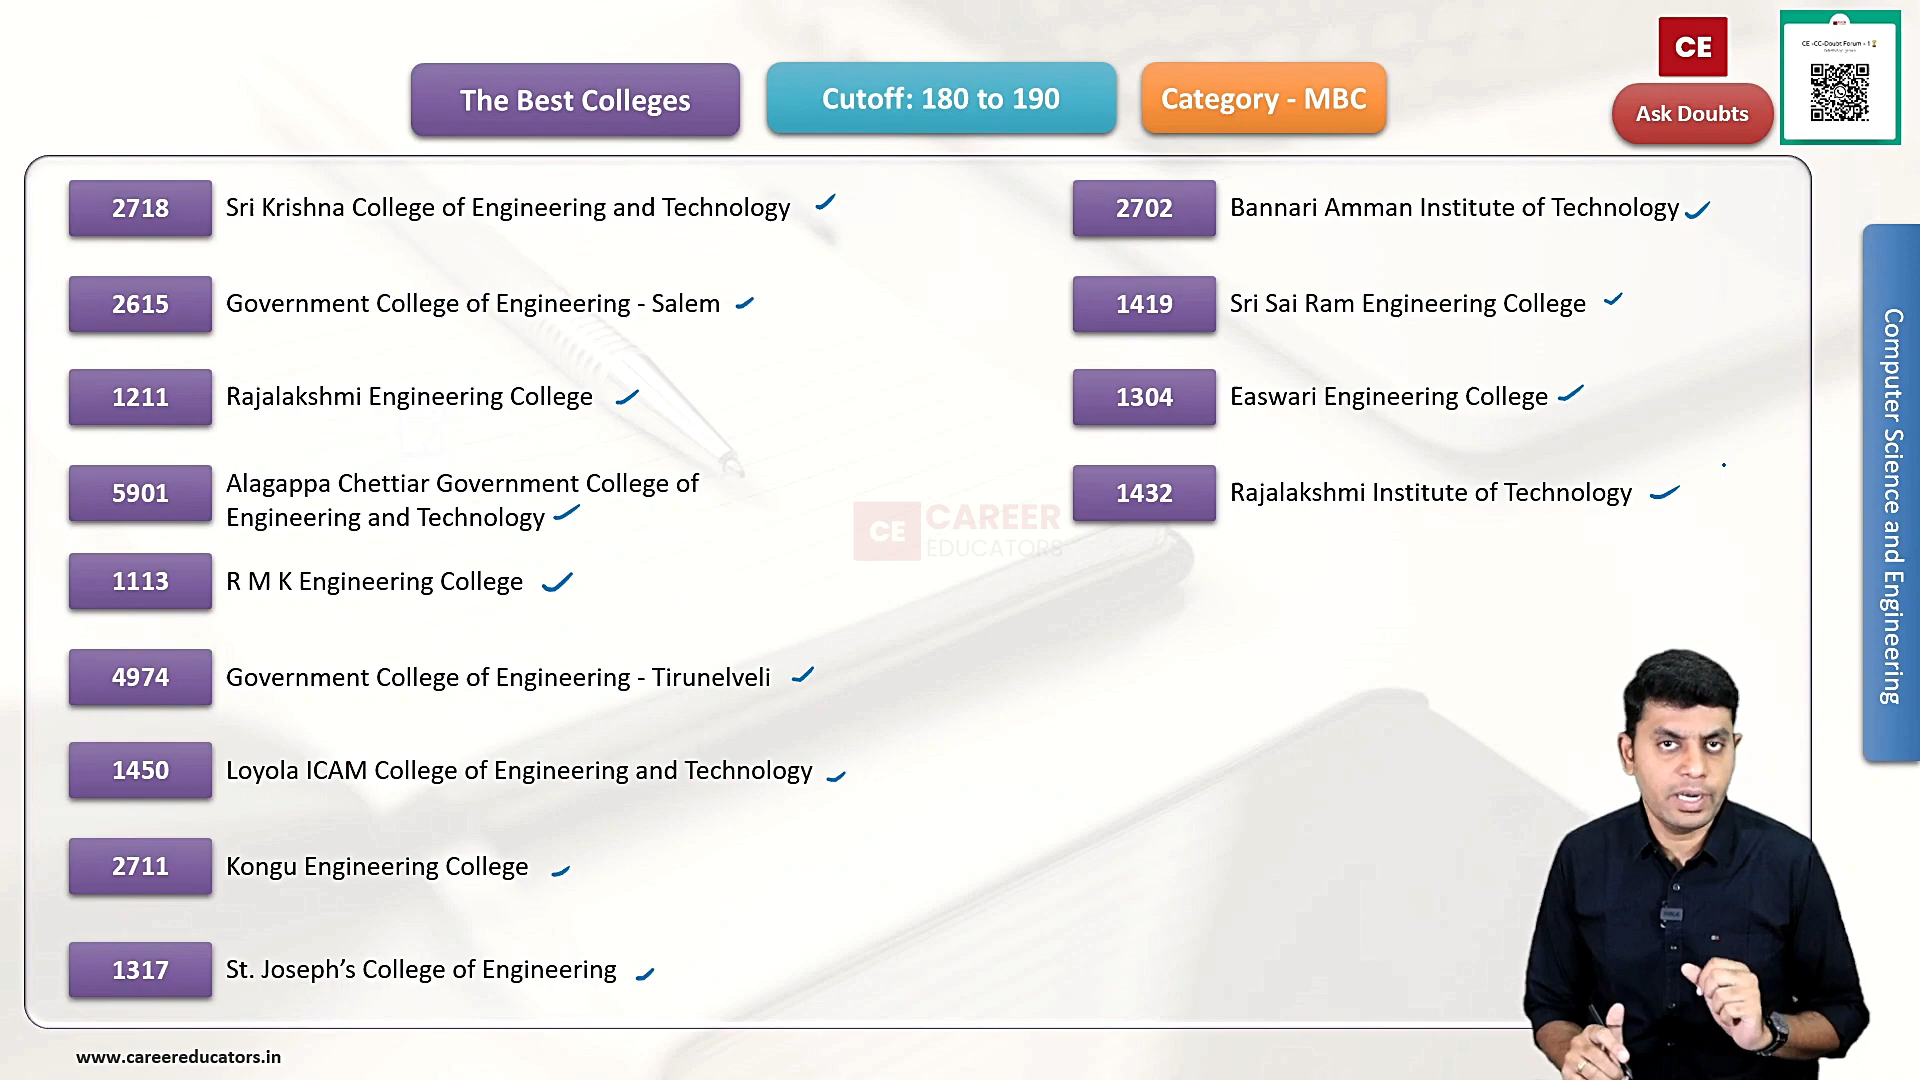 The Best Colleges
Cutoff: 180 to 190
Category - MBC
CE
Ask Doubts
CE -CC-Doubt Forum - 1
2718 Sri Krishna College of Engineering and Technology
2615 Government College of Engineering - Salem
1211 Rajalakshmi Engineering College
5901 Alagappa Chettiar Government College of
Engineering and Technology
1113 R M K Engineering College
4974 Government College of Engineering - Tirunelveli
1450 Loyola ICAM College of Engineering and Technology
2711 Kongu Engineering College
1317 St. Joseph’s College of Engineering
2702 Bannari Amman Institute of Technology
1419 Sri Sai Ram Engineering College
1304 Easwari Engineering College
1432 Rajalakshmi Institute of Technology
CE CAREER
EDUCATORS
Computer Science and Engineering
www.careereducators.in